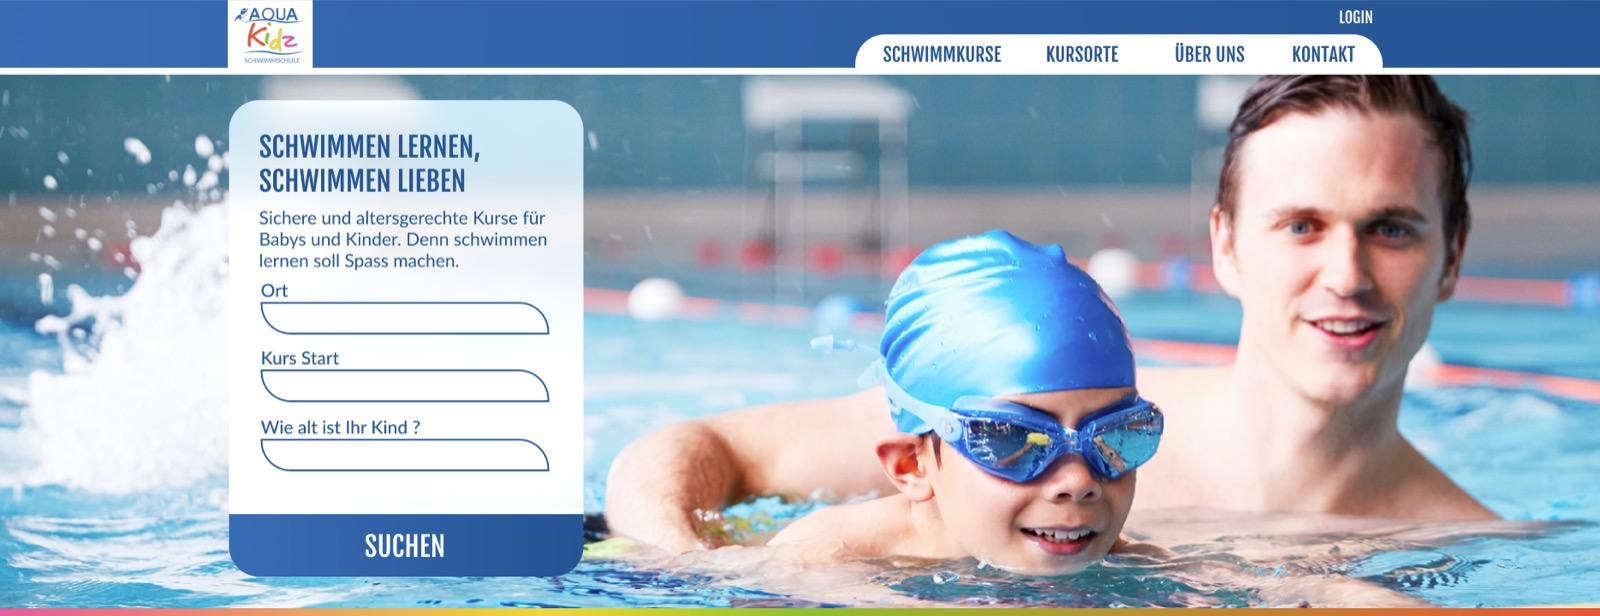 AQUA
Kidz
SCHWIMMSCHULE
LOGIN
SCHWIMMKURSE KURSORTE ÜBER UNS KONTAKT
SCHWIMMEN LERNEN,
SCHWIMMEN LIEBEN
Sichere und altersgerechte Kurse für
Babys und Kinder. Denn schwimmen
lernen soll Spass machen.
Ort
Kurs Start
Wie alt ist Ihr Kind ?
SUCHEN